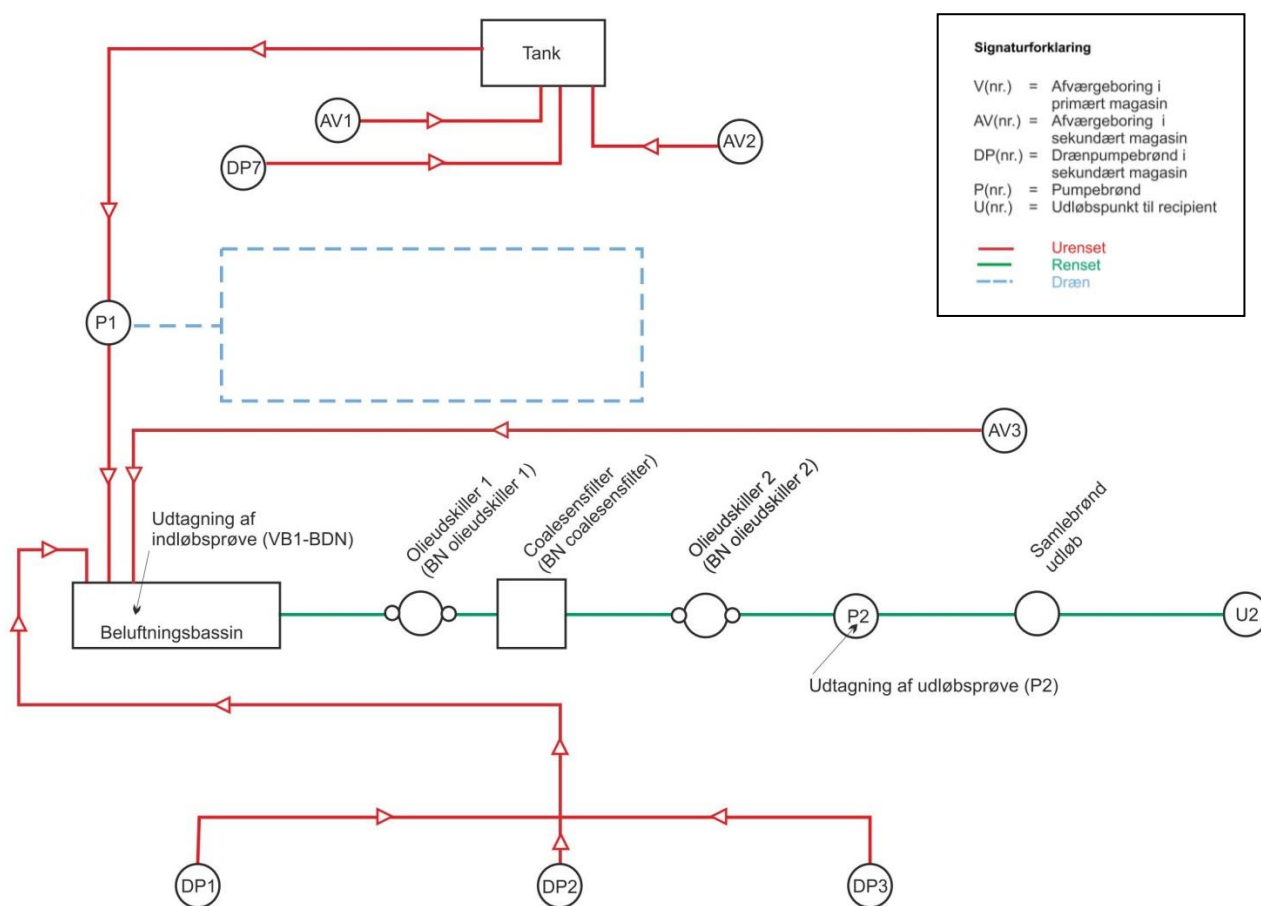 Tank
AV1
DP7
AV2
Signaturforklaring
V(nr.) = Afværgeboring i
primært magasin
AV(nr.) = Afværgeboring i
sekundært magasin
DP(nr.) = Drænpumpebrønd i
sekundært magasin
P(nr.) = Pumpebrønd
U(nr.) = Udløbspunkt til recipient
Urenset
Renset
Dræn
P1
AV3
Udtagning af
indløbsprøve (VB1-BDN)
Beluftningsbassin
Olieudskiller 1
(BN olieudskiller 1)
Coalesensfilter
(BN coalesensfilter)
Olieudskiller 2
(BN olieudskiller 2)
P2
Udtagning af udløbsprøve (P2)
Samlebrønd
udløb
U2
DP1
DP2
DP3